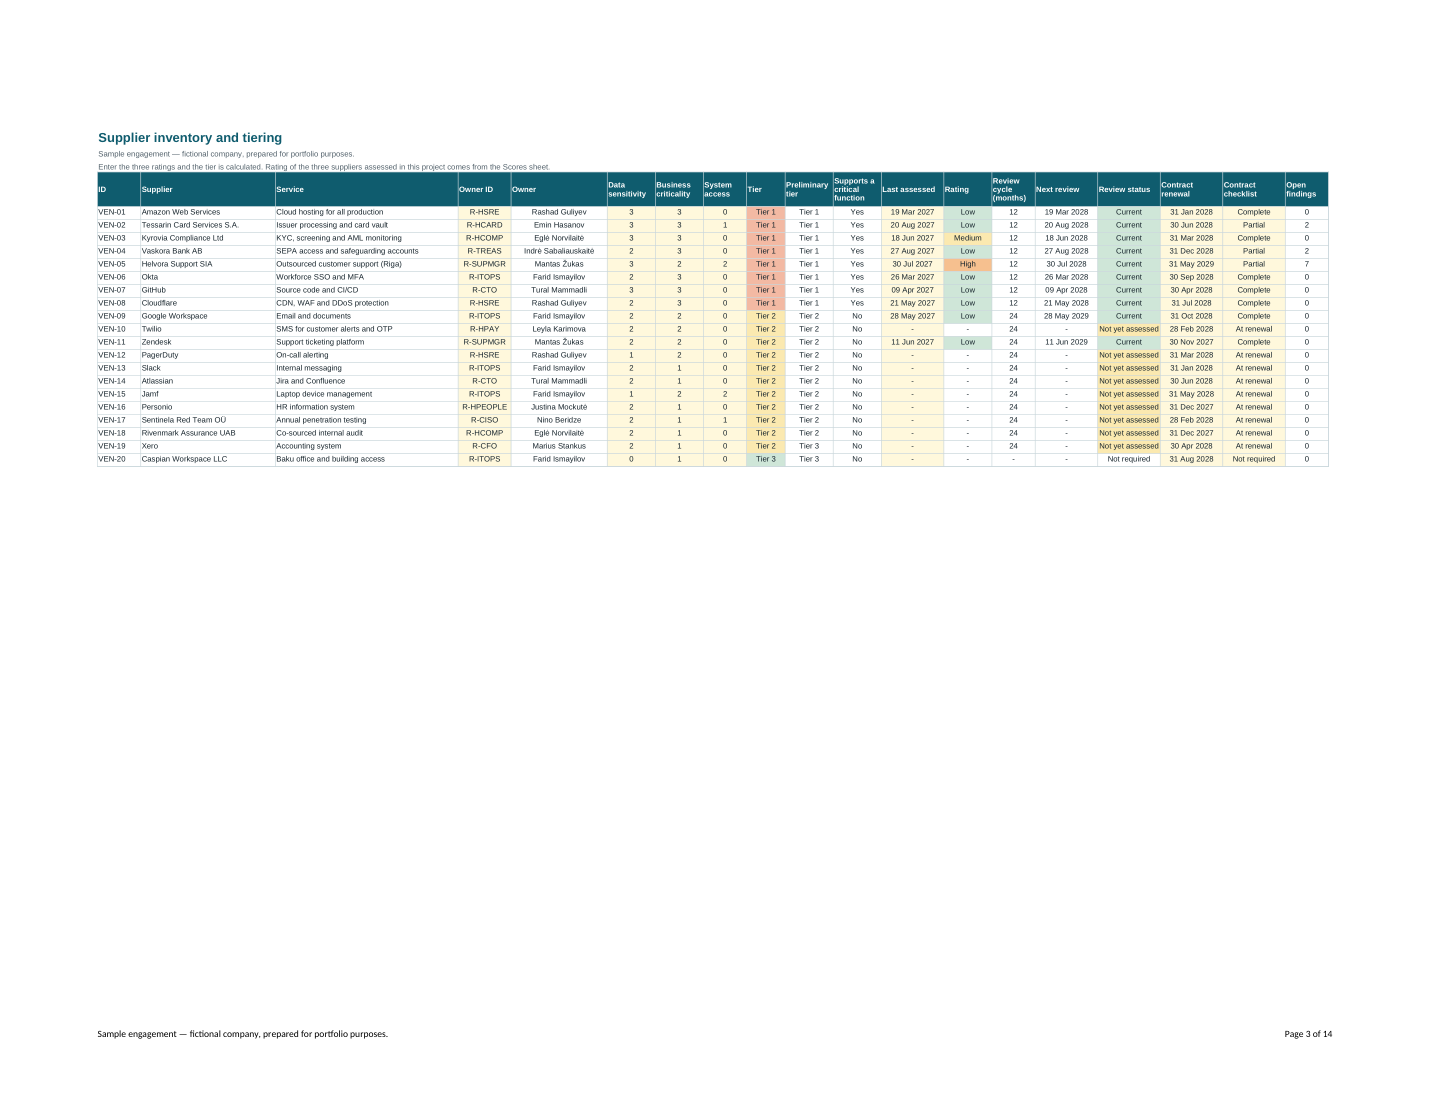 Supplier inventory and tiering
Sample engagement — fictional company, prepared for portfolio purposes.
Enter the three ratings and the tier is calculated. Rating of the three suppliers assessed in this project comes from the Scores sheet.
ID Supplier Service Owner ID Owner Data sensitivity Business criticality System access Tier Preliminary tier Supports a critical function Last assessed Rating Review cycle (months) Next review Review status Contract renewal Contract checklist Open findings
VEN-01 Amazon Web Services Cloud hosting for all production R-HSRE Rashad Guliyev 3 3 0 Tier 1 Tier 1 Yes 19 Mar 2027 Low 12 19 Mar 2028 Current 31 Jan 2028 Complete 0
VEN-02 Tessarin Card Services S.A. Issuer processing and card vault R-HCARD Emin Hasanov 3 3 1 Tier 1 Tier 1 Yes 20 Aug 2027 Low 12 20 Aug 2028 Current 30 Jun 2028 Partial 2
VEN-03 Kyrovia Compliance Ltd KYC, screening and AML monitoring R-HCOMP Eglė Norvilaitė 3 3 0 Tier 1 Tier 1 Yes 18 Jun 2027 Medium 12 18 Jun 2028 Current 31 Mar 2028 Complete 0
VEN-04 Vaskora Bank AB SEPA access and safeguarding accounts R-TREAS Indrė Sabaliauskaitė 2 3 0 Tier 1 Tier 1 Yes 27 Aug 2027 Low 12 27 Aug 2028 Current 31 Dec 2028 Partial 2
VEN-05 Helvora Support SIA Outsourced customer support (Riga) R-SUPMGR Mantas Žukas 3 2 2 Tier 1 Tier 1 Yes 30 Jul 2027 High 12 30 Jul 2028 Current 31 May 2029 Partial 7
VEN-06 Okta Workforce SSO and MFA R-ITOPS Farid Ismayilov 2 3 0 Tier 1 Tier 1 Yes 26 Mar 2027 Low 12 26 Mar 2028 Current 30 Sep 2028 Complete 0
VEN-07 GitHub Source code and CI/CD R-CTO Tural Mammadli 3 3 0 Tier 1 Tier 1 Yes 09 Apr 2027 Low 12 09 Apr 2028 Current 30 Apr 2028 Complete 0
VEN-08 Cloudflare CDN, WAF and DDoS protection R-HSRE Rashad Guliyev 2 3 0 Tier 1 Tier 1 Yes 21 May 2027 Low 12 21 May 2028 Current 31 Jul 2028 Complete 0
VEN-09 Google Workspace Email and documents R-ITOPS Farid Ismayilov 2 2 0 Tier 2 Tier 2 No 28 May 2027 Low 24 28 May 2029 Current 31 Oct 2028 Complete 0
VEN-10 Twilio SMS for customer alerts and OTP R-HPAY Leyla Karimova 2 2 0 Tier 2 Tier 2 No - - 24 - Not yet assessed 28 Feb 2028 At renewal 0
VEN-11 Zendesk Support ticketing platform R-SUPMGR Mantas Žukas 2 2 0 Tier 2 Tier 2 No 11 Jun 2027 Low 24 11 Jun 2029 Current 30 Nov 2027 Complete 0
VEN-12 PagerDuty On-call alerting R-HSRE Rashad Guliyev 1 2 0 Tier 2 Tier 2 No - - 24 - Not yet assessed 31 Mar 2028 At renewal 0
VEN-13 Slack Internal messaging R-ITOPS Farid Ismayilov 2 1 0 Tier 2 Tier 2 No - - 24 - Not yet assessed 31 Jan 2028 At renewal 0
VEN-14 Atlassian Jira and Confluence R-CTO Tural Mammadli 2 1 0 Tier 2 Tier 2 No - - 24 - Not yet assessed 30 Jun 2028 At renewal 0
VEN-15 Jamf Laptop device management R-ITOPS Farid Ismayilov 1 2 2 Tier 2 Tier 2 No - - 24 - Not yet assessed 31 May 2028 At renewal 0
VEN-16 Personio HR information system R-HPEOPLE Justina Mockutė 2 1 0 Tier 2 Tier 2 No - - 24 - Not yet assessed 31 Dec 2027 At renewal 0
VEN-17 Sentinela Red Team OÜ Annual penetration testing R-CISO Nino Beridze 2 1 1 Tier 2 Tier 2 No - - 24 - Not yet assessed 28 Feb 2028 At renewal 0
VEN-18 Rivenmark Assurance UAB Co-sourced internal audit R-HCOMP Eglė Norvilaitė 2 1 0 Tier 2 Tier 2 No - - 24 - Not yet assessed 31 Dec 2027 At renewal 0
VEN-19 Xero Accounting system R-CFO Marius Stankus 2 1 0 Tier 2 Tier 3 No - - 24 - Not yet assessed 30 Apr 2028 At renewal 0
VEN-20 Caspian Workspace LLC Baku office and building access R-ITOPS Farid Ismayilov 0 1 0 Tier 3 Tier 3 No - - - - Not required 31 Aug 2028 Not required 0
Sample engagement — fictional company, prepared for portfolio purposes. Page 3 of 14